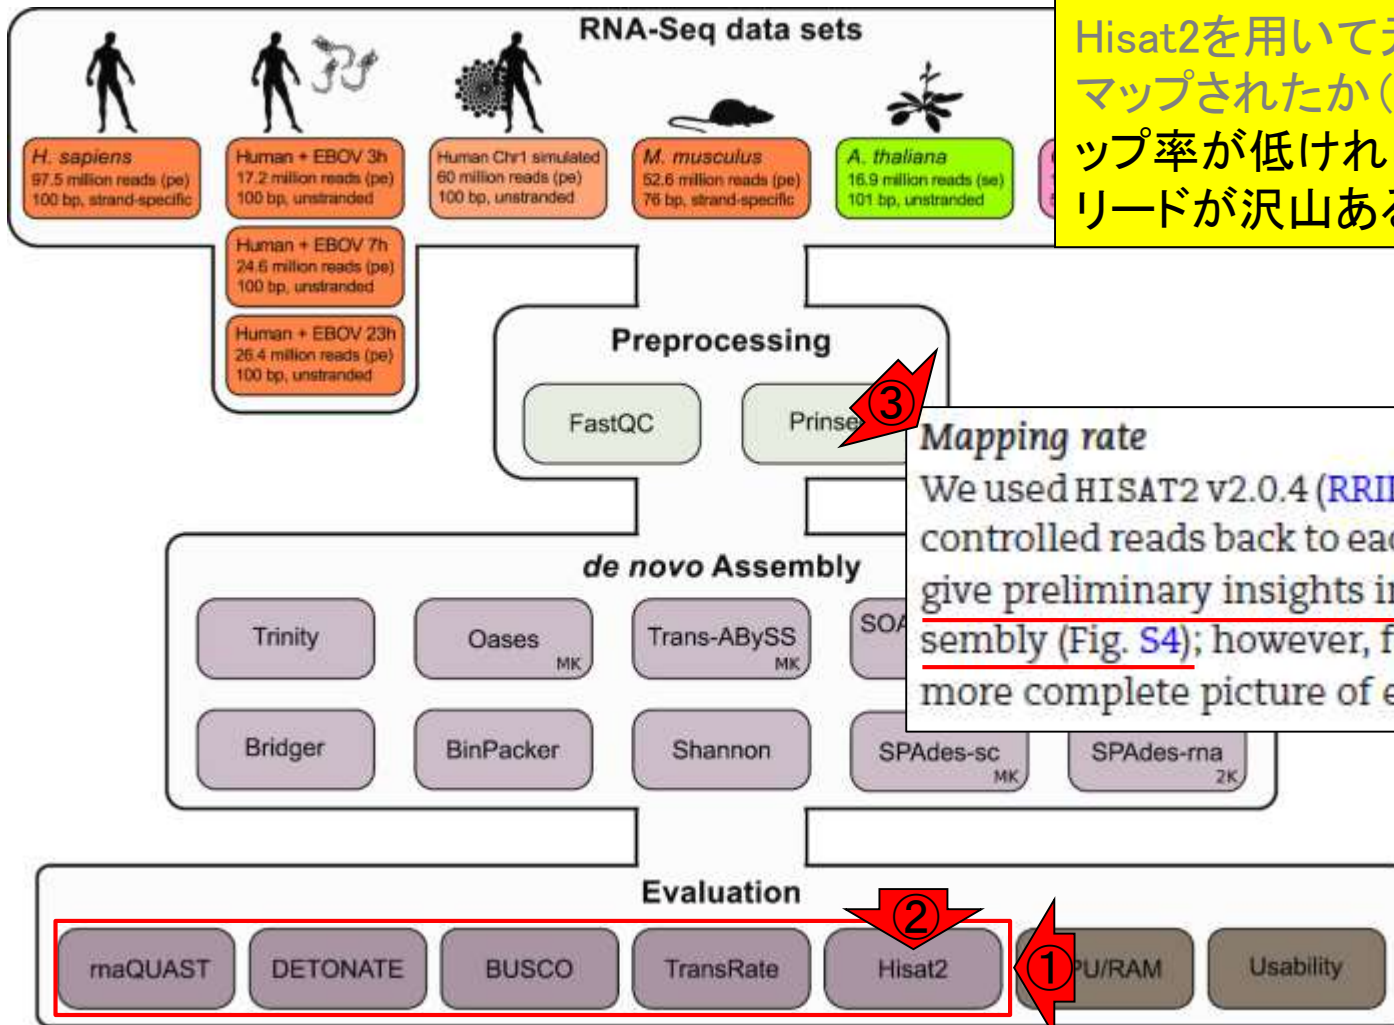 RNA-Seq data sets
Hisat2を用いて
マップされたか(
ップ率が低けれ
リードが沢山ある
H. sapiens
97.5 million reads (pe)
100 bp, strand-specific
Human + EBOV 3h
17.2 million reads (pe)
100 bp, unstranded
Human Chr1 simulated
60 million reads (pe)
100 bp, unstranded
M. musculus
52.6 million reads (pe)
76 bp, strand-specific
A. thaliana
16.9 million reads (se)
101 bp, unstranded
Human + EBOV 7h
24.6 million reads (pe)
100 bp, unstranded
Human + EBOV 23h
26.4 million reads (pe)
100 bp, unstranded
Preprocessing
FastQC
Prinse
③
Mapping rate
We used HISAT2 v2.0.4 (RRI
controlled reads back to ea
give preliminary insights i
sembly (Fig. S4); however, f
more complete picture of e
de novo Assembly
Trinity
Oases
MK
Trans-ABySS
MK
SOA
Bridger
BinPacker
Shannon
SPAdes-sc
MK
SPAdes-rna
2K
Evaluation
②
rnaQUAST
DETONATE
BUSCO
TransRate
Hisat2
①
PU/RAM
Usability